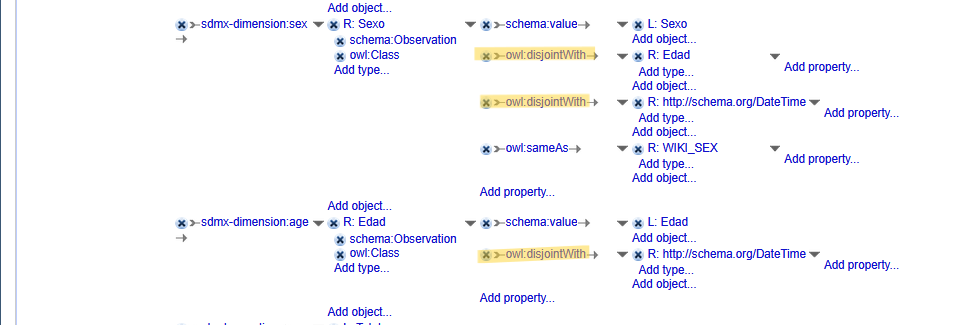 Add object...
sdmx-dimension:sex R: Sexo schema:value L: Sexo
schema:Observation Add object...
owl:Class owl:disjointWith R: Edad
Add type... Add type... Add property...
Add object...
owl:disjointWith R: http://schema.org/DateTime
Add type... Add property...
Add object...
owl:sameAs R: WIKI_SEX
Add type... Add property...
Add object...
Add property...
Add object...
sdmx-dimension:age R: Edad schema:value L: Edad
schema:Observation Add object...
owl:Class owl:disjointWith R: http://schema.org/DateTime
Add type... Add type... Add property...
Add object...
Add property...
Add object...